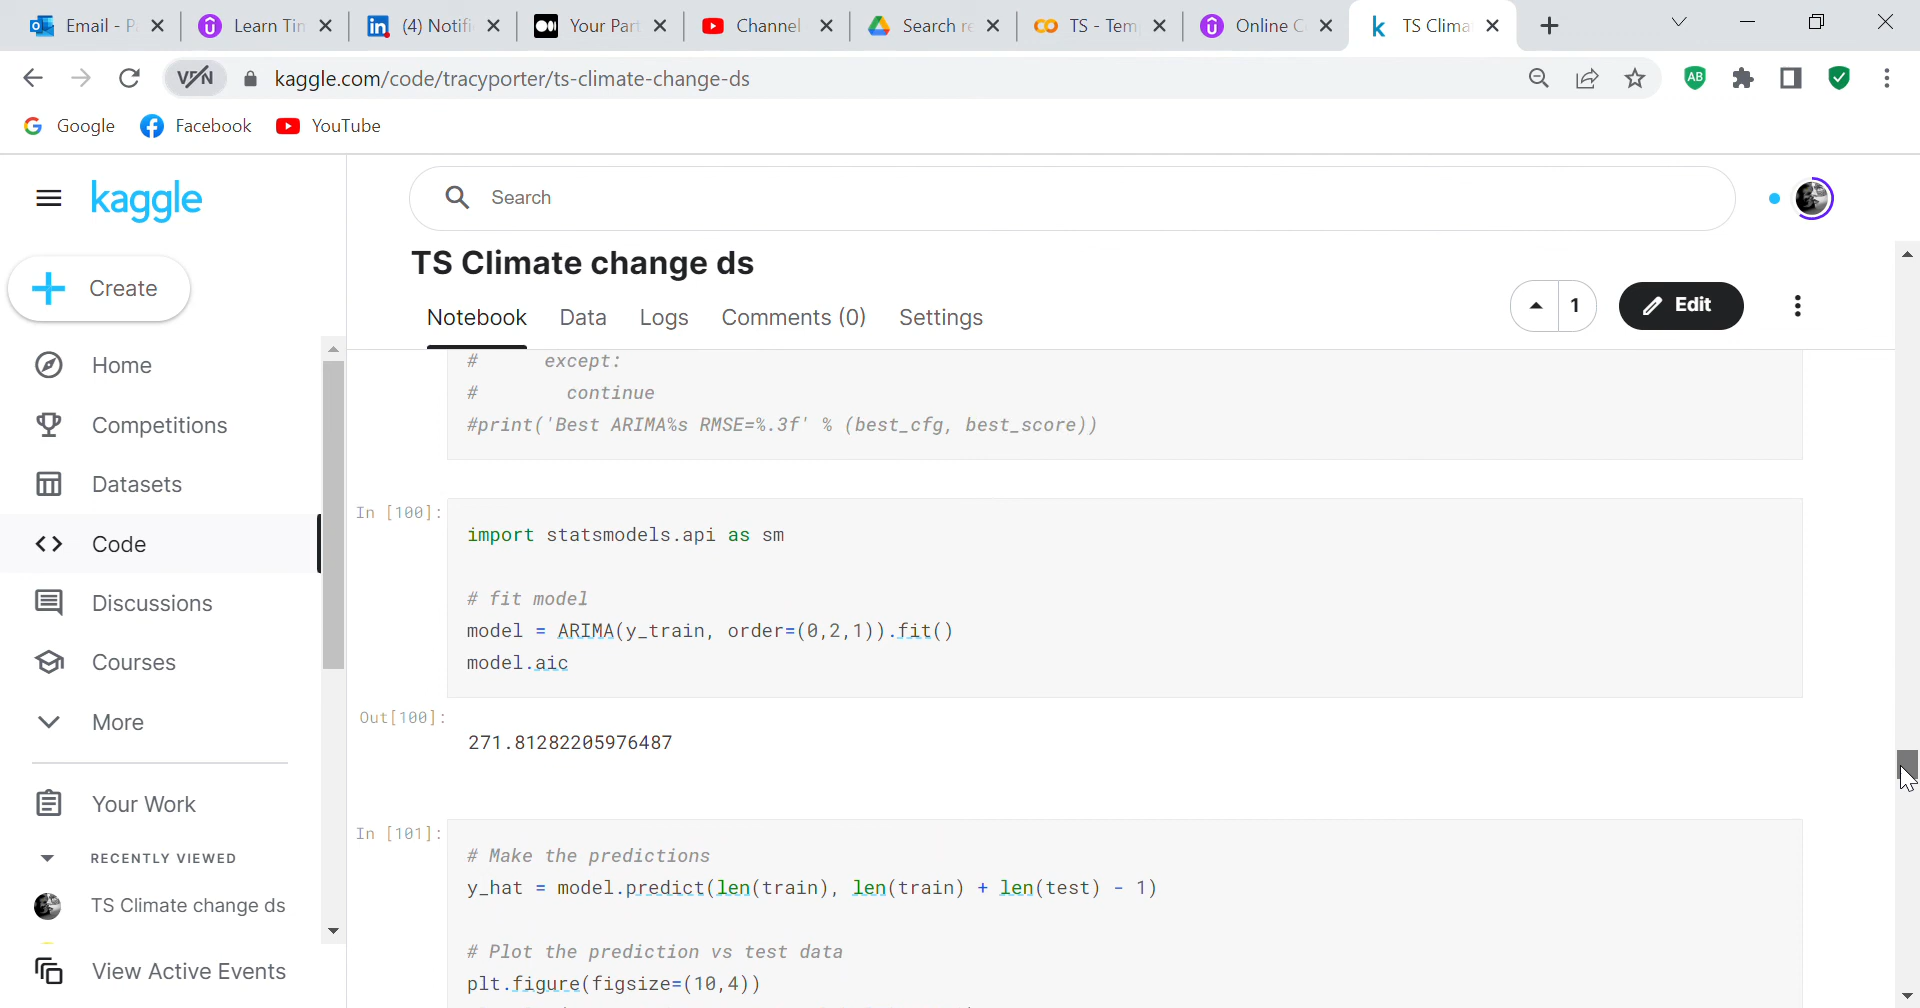 Email - P
Learn Tin
(4) Notifi
Your Part
Channel
Search re
TS - Tem
Online C
TS Clima
VPN
kaggle.com/code/tracyporter/ts-climate-change-ds
AB
Google
Facebook
YouTube
kaggle
Search
Create
TS Climate change ds
Notebook
Data
Logs
Comments (0)
Settings
1
Edit
Home
Competitions
Datasets
Code
Discussions
Courses
More
Your Work
RECENTLY VIEWED
TS Climate change ds
View Active Events
# except:
# continue
#print('Best ARIMA%s RMSE=%.3f' % (best_cfg, best_score))
In [100]:
import statsmodels.api as sm
# fit model
model = ARIMA(y_train, order=(0,2,1)).fit()
model.aic
Out[100]:
271.81282205976487
In [101]:
# Make the predictions
y_hat = model.predict(len(train), len(train) + len(test) - 1)
# Plot the prediction vs test data
plt.figure(figsize=(10,4))